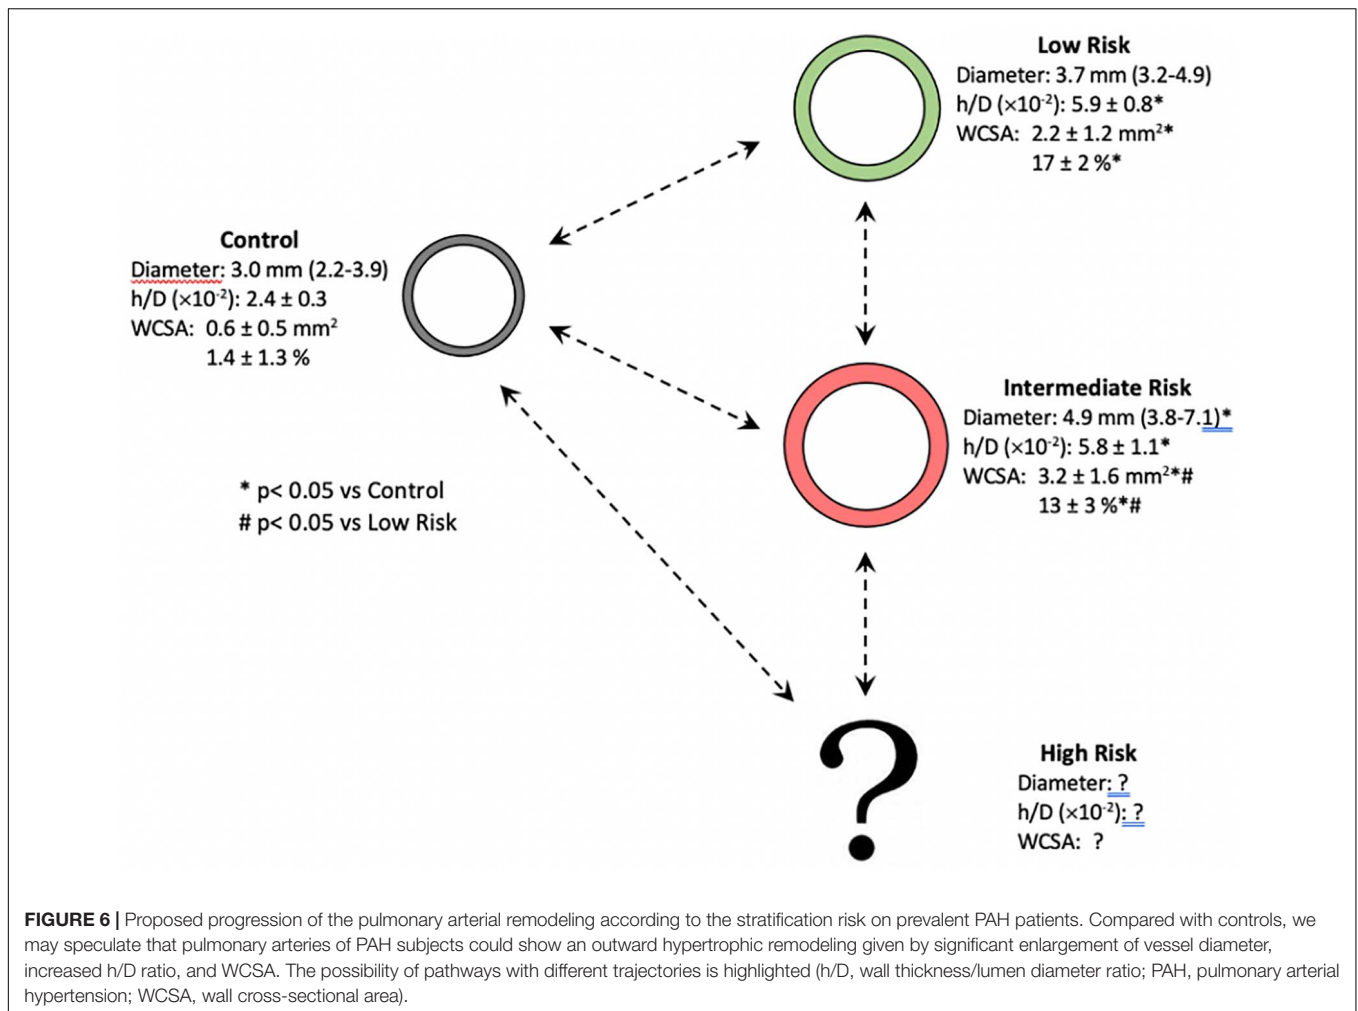 Low Risk
Diameter: 3.7 mm (3.2-4.9)
h/D (×10⁻²): 5.9 ± 0.8*
WCSA: 2.2 ± 1.2 mm²*
17 ± 2 %*
Control
Diameter: 3.0 mm (2.2-3.9)
h/D (×10⁻²): 2.4 ± 0.3
WCSA: 0.6 ± 0.5 mm²
1.4 ± 1.3 %
Intermediate Risk
Diameter: 4.9 mm (3.8-7.1)*
h/D (×10⁻²): 5.8 ± 1.1*
WCSA: 3.2 ± 1.6 mm²*#
13 ± 3 %*#
* p< 0.05 vs Control
# p< 0.05 vs Low Risk
?
High Risk
Diameter: ?
h/D (×10⁻²): ?
WCSA: ?
FIGURE 6 | Proposed progression of the pulmonary arterial remodeling according to the stratification risk on prevalent PAH patients. Compared with controls, we
may speculate that pulmonary arteries of PAH subjects could show an outward hypertrophic remodeling given by significant enlargement of vessel diameter,
increased h/D ratio, and WCSA. The possibility of pathways with different trajectories is highlighted (h/D, wall thickness/lumen diameter ratio; PAH, pulmonary arterial
hypertension; WCSA, wall cross-sectional area).